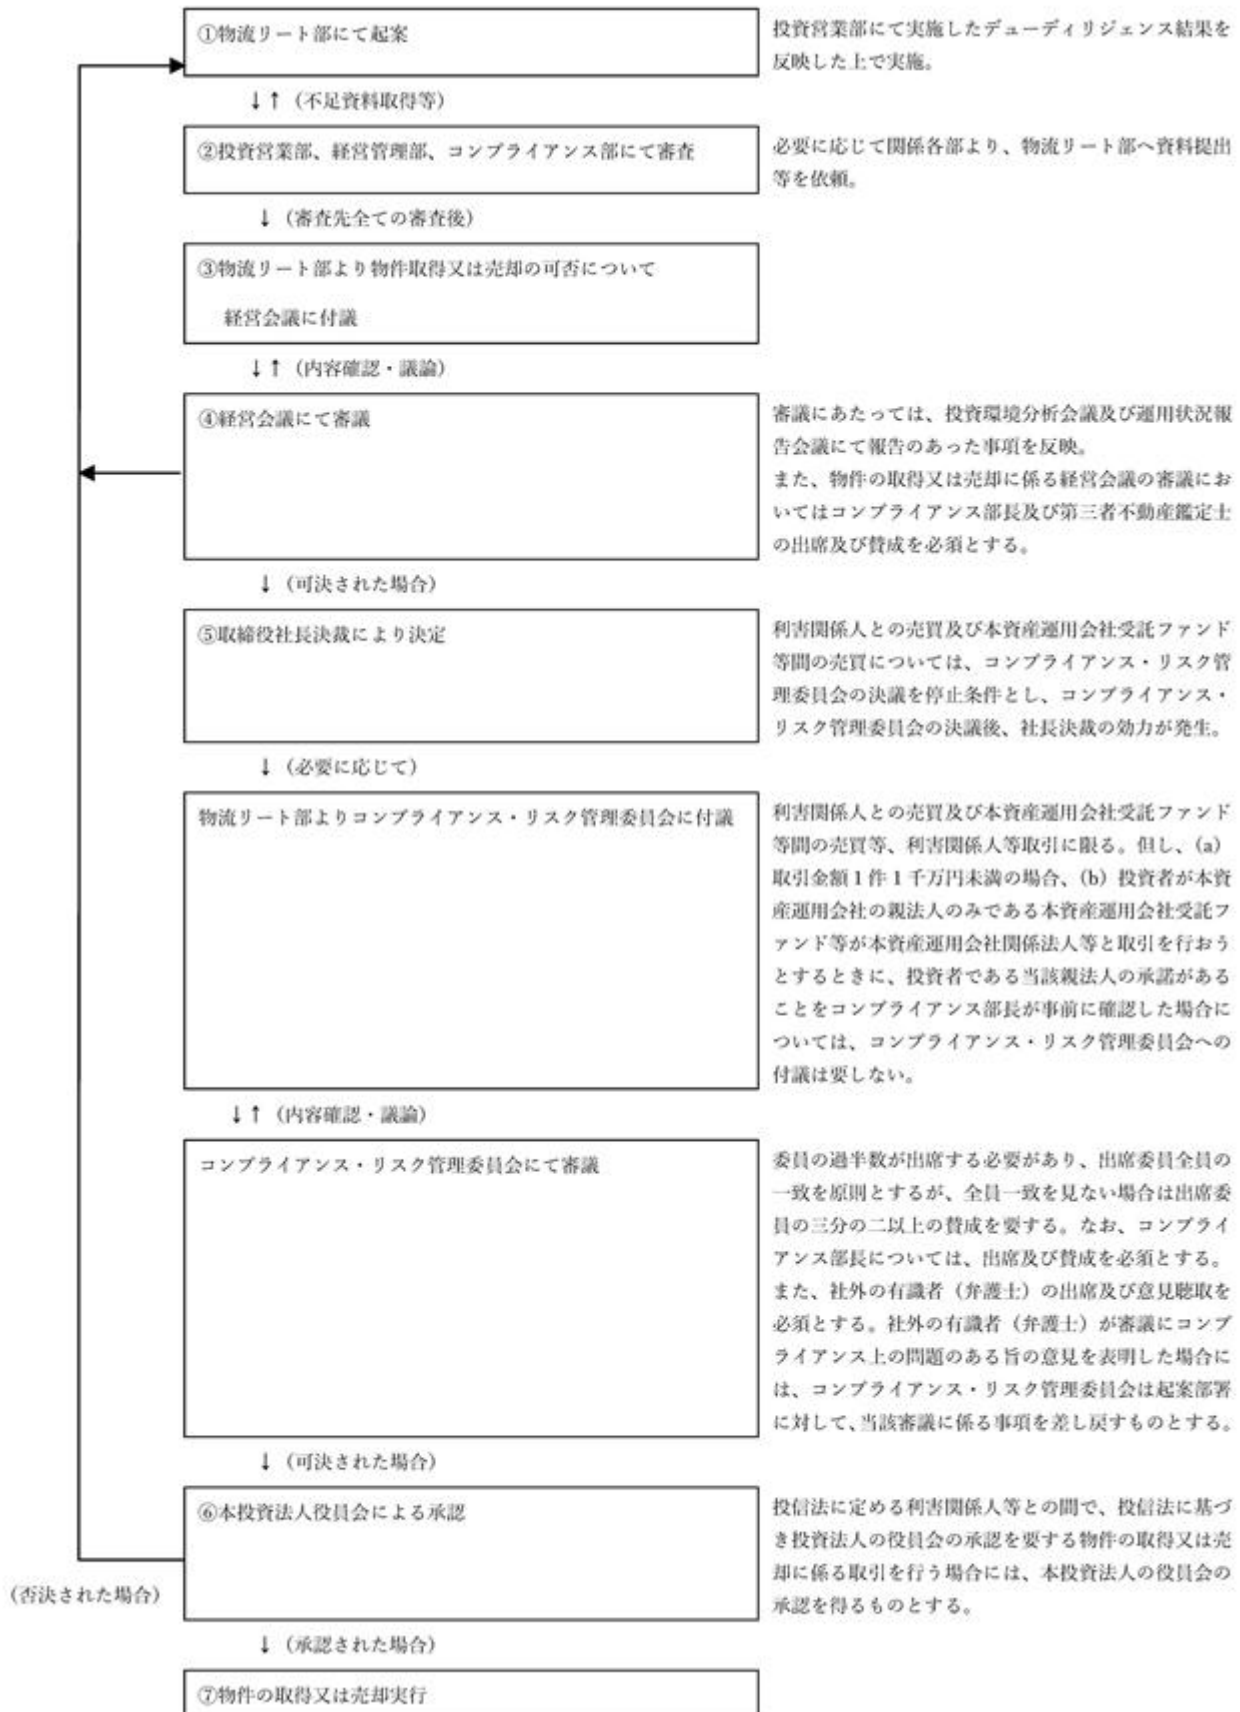 ①物流リート部にて起案
投資営業部にて実施したデューディリジェンス結果を
反映した上で実施。
↓↑（不足資料取得等）
②投資営業部、経営管理部、コンプライアンス部にて審査
必要に応じて関係各部より、物流リート部へ資料提出
等を依頼。
↓（審査先全ての審査後）
③物流リート部より物件取得又は売却の可否について
経営会議に付議
↓↑（内容確認・議論）
④経営会議にて審議
審議にあたっては、投資環境分析会議及び運用状況報
告会議にて報告のあった事項を反映。
また、物件の取得又は売却に係る経営会議の審議にお
いてはコンプライアンス部長及び第三者不動産鑑定士
の出席及び賛成を必須とする。
↓（可決された場合）
⑤取締役社長決裁により決定
利害関係人との売買及び本資産運用会社受託ファンド
等間の売買については、コンプライアンス・リスク管
理委員会の決議を停止条件とし、コンプライアンス・
リスク管理委員会の決議後、社長決裁の効力が発生。
↓（必要に応じて）
物流リート部よりコンプライアンス・リスク管理委員会に付議
利害関係人との売買及び本資産運用会社受託ファンド
等間の売買等、利害関係人等取引に限る。但し、(a)
取引金額1件1千万円未満の場合、(b) 投資者が本資
産運用会社の親法人のみである本資産運用会社受託フ
ァンド等が本資産運用会社関係法人等と取引を行おう
とするときに、投資者である当該親法人の承諾がある
ことをコンプライアンス部長が事前に確認した場合に
ついては、コンプライアンス・リスク管理委員会への
付議は要しない。
↓↑（内容確認・議論）
コンプライアンス・リスク管理委員会にて審議
委員の過半数が出席する必要があり、出席委員全員の
一致を原則とするが、全員一致を見ない場合は出席委
員の三分の二以上の賛成を要する。なお、コンプライ
アンス部長については、出席及び賛成を必須とする。
また、社外の有識者（弁護士）の出席及び意見聴取を
必須とする。社外の有識者（弁護士）が審議にコンプ
ライアンス上の問題のある旨の意見を表明した場合に
は、コンプライアンス・リスク管理委員会は起案部署
に対して、当該審議に係る事項を差し戻すものとする。
↓（可決された場合）
⑥本投資法人役員会による承認
投信法に定める利害関係人等との間で、投信法に基づ
き投資法人の役員会の承認を要する物件の取得又は売
却に係る取引を行う場合には、本投資法人の役員会の
承認を得るものとする。
（否決された場合）
↓（承認された場合）
⑦物件の取得又は売却実行